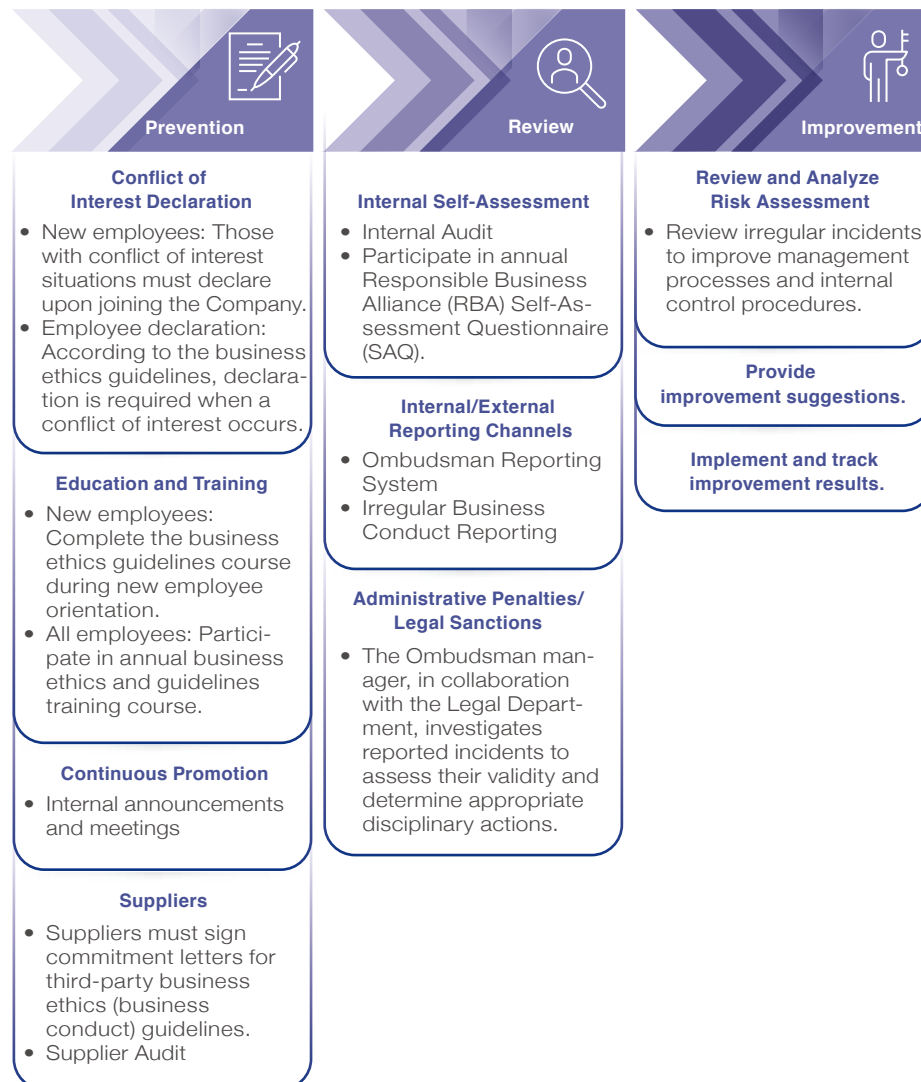 Prevention
Conflict of
Interest Declaration
• New employees: Those
with conflict of interest
situations must declare
upon joining the Company.
• Employee declaration:
According to the business
ethics guidelines, declara-
tion is required when a
conflict of interest occurs.
Education and Training
• New employees:
Complete the business
ethics guidelines course
during new employee
orientation.
• All employees: Partici-
pate in annual business
ethics and guidelines
training course.
Continuous Promotion
• Internal announcements
and meetings
Suppliers
• Suppliers must sign
commitment letters for
third-party business
ethics (business
conduct) guidelines.
• Supplier Audit
Review
Internal Self-Assessment
• Internal Audit
• Participate in annual
Responsible Business
Alliance (RBA) Self-As-
sessment Questionnaire
(SAQ).
Internal/External
Reporting Channels
• Ombudsman Reporting
System
• Irregular Business
Conduct Reporting
Administrative Penalties/
Legal Sanctions
• The Ombudsman man-
ager, in collaboration
with the Legal Depart-
ment, investigates
reported incidents to
assess their validity and
determine appropriate
disciplinary actions.
Improvement
Review and Analyze
Risk Assessment
• Review irregular incidents
to improve management
processes and internal
control procedures.
Provide
improvement suggestions.
Implement and track
improvement results.